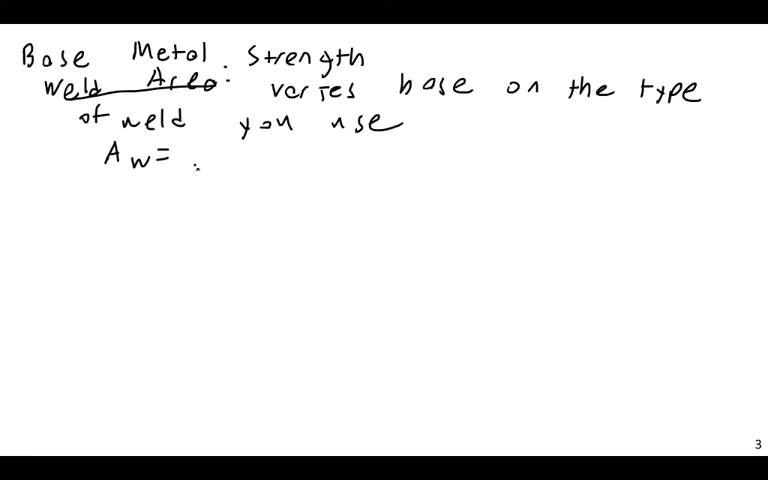 Base Metal : Strength
Weld Area : varies base on the type
of weld you use
Aw =
3